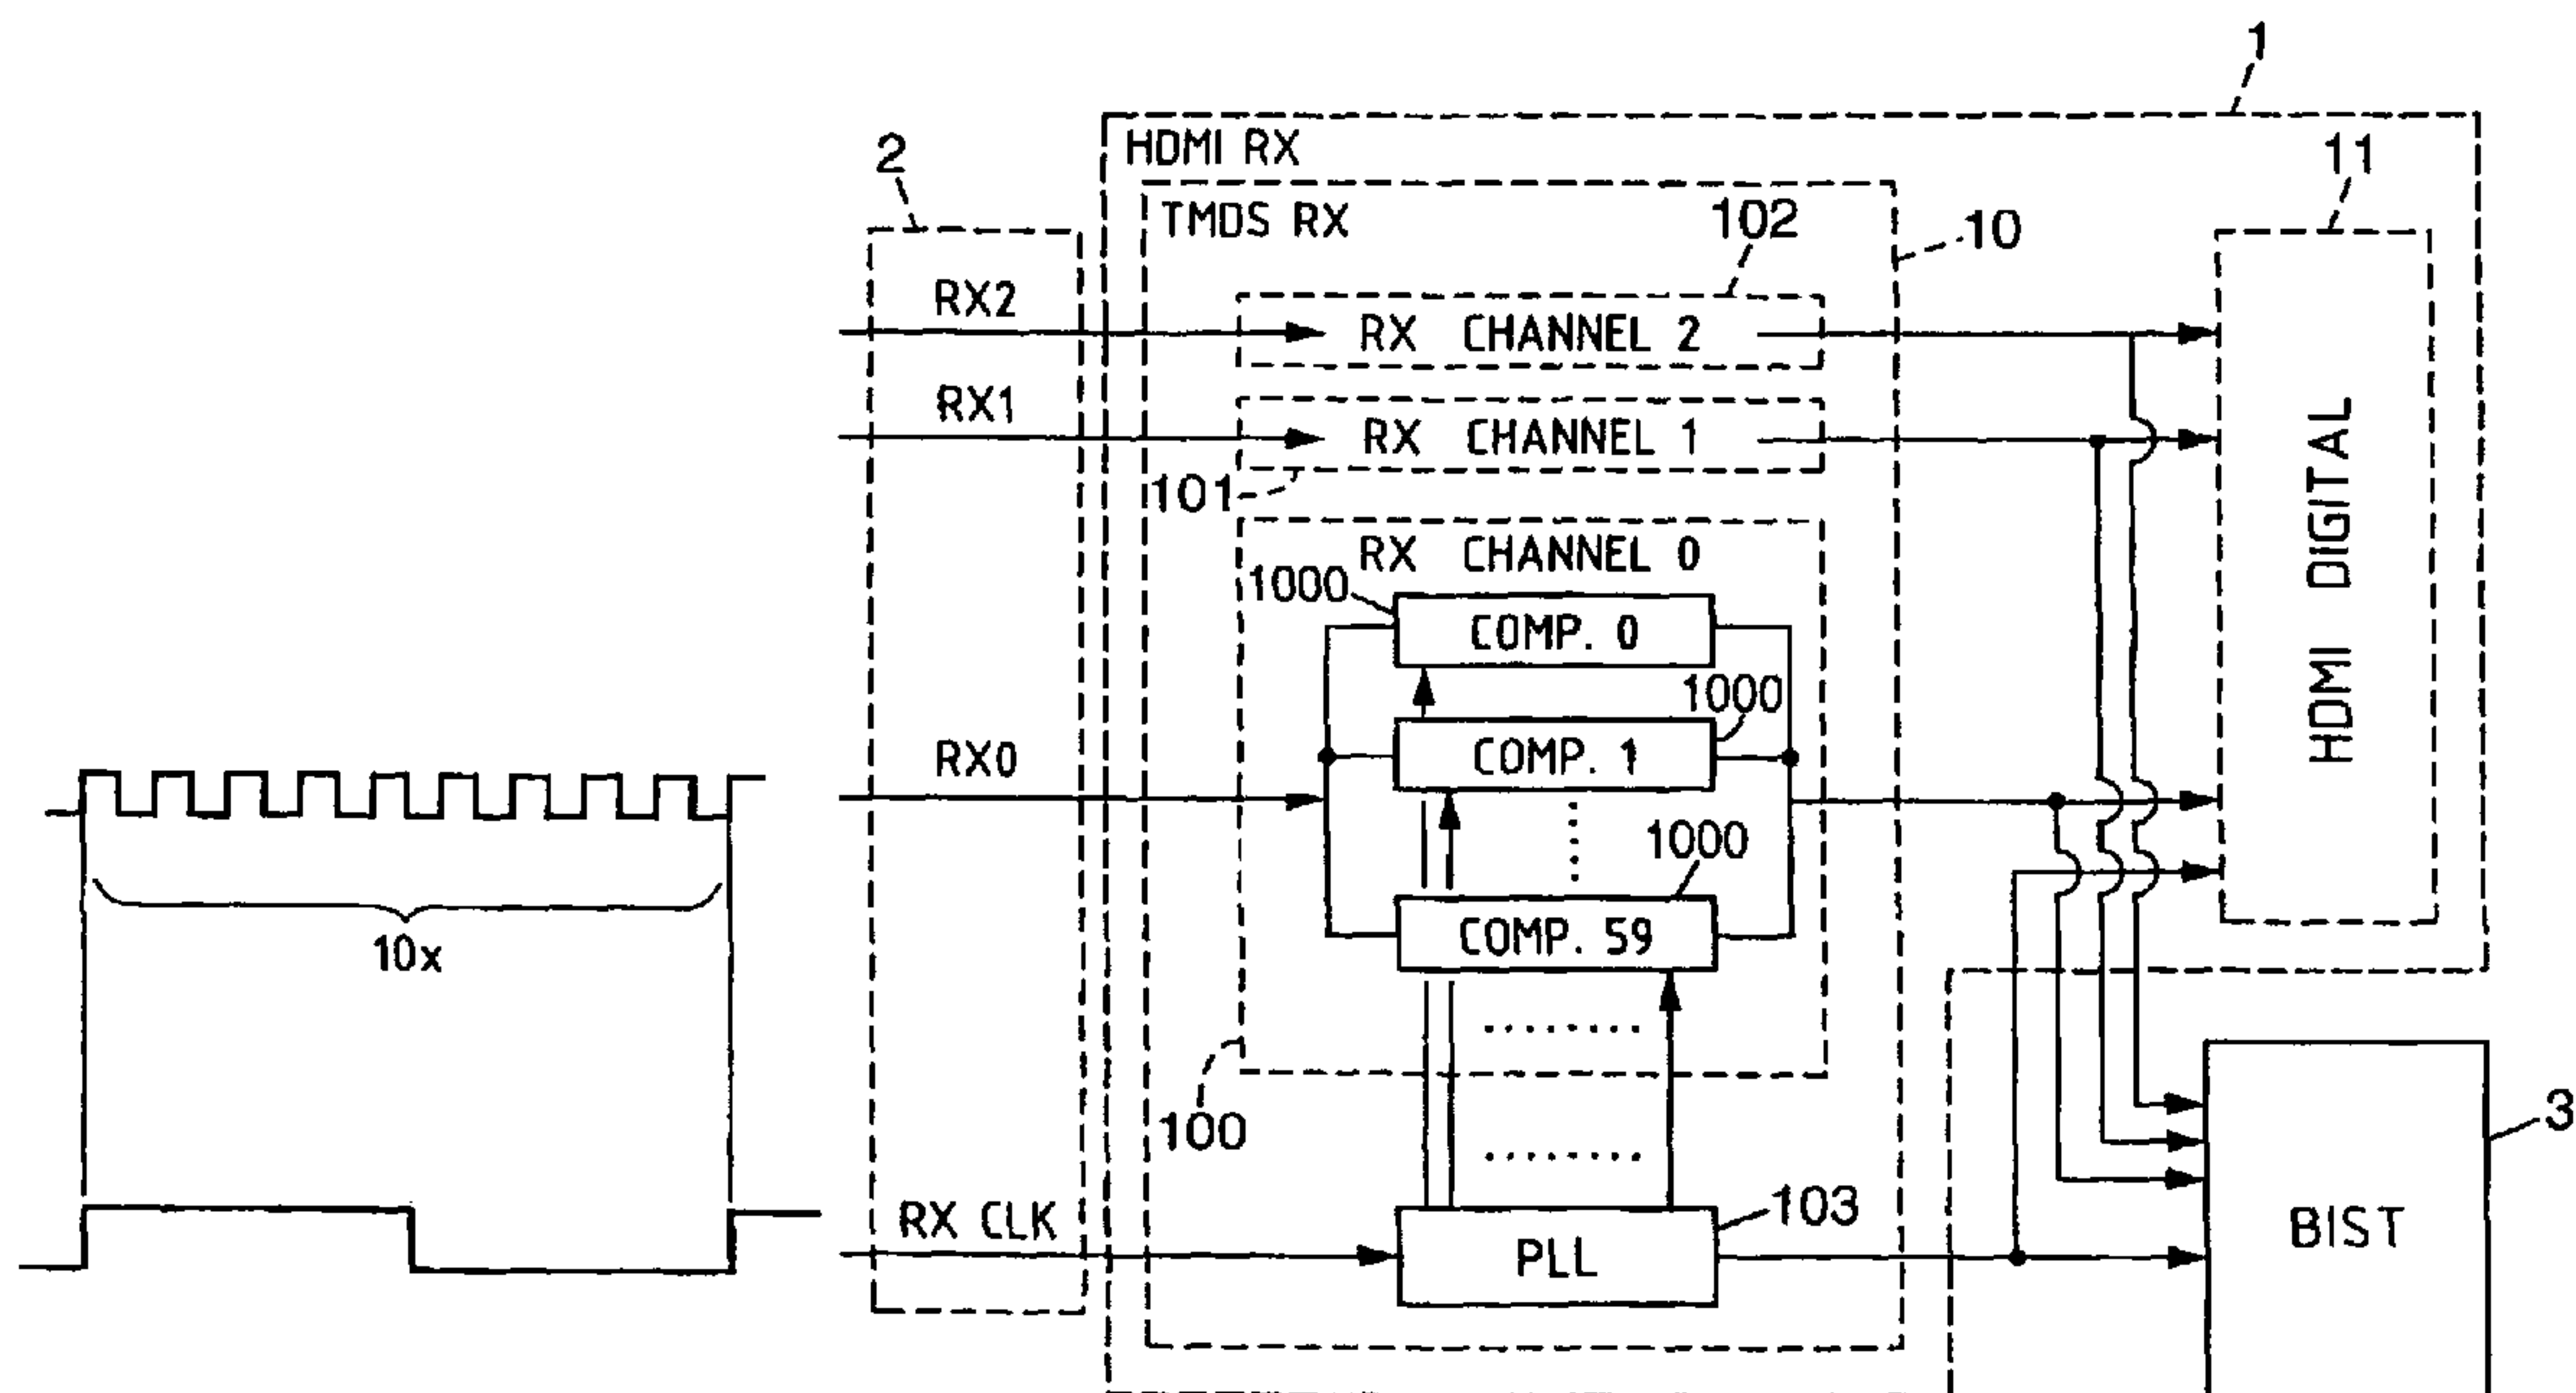 1
HDMI RX
2
11
TMDS RX
102
10
RX2
RX CHANNEL 2
RX1
RX CHANNEL 1
101
RX CHANNEL 0
1000
COMP. 0
1000
RX0
COMP. 1
1000
HDMI DIGITAL
COMP. 59
10x
100
3
103
RX CLK
PLL
BIST